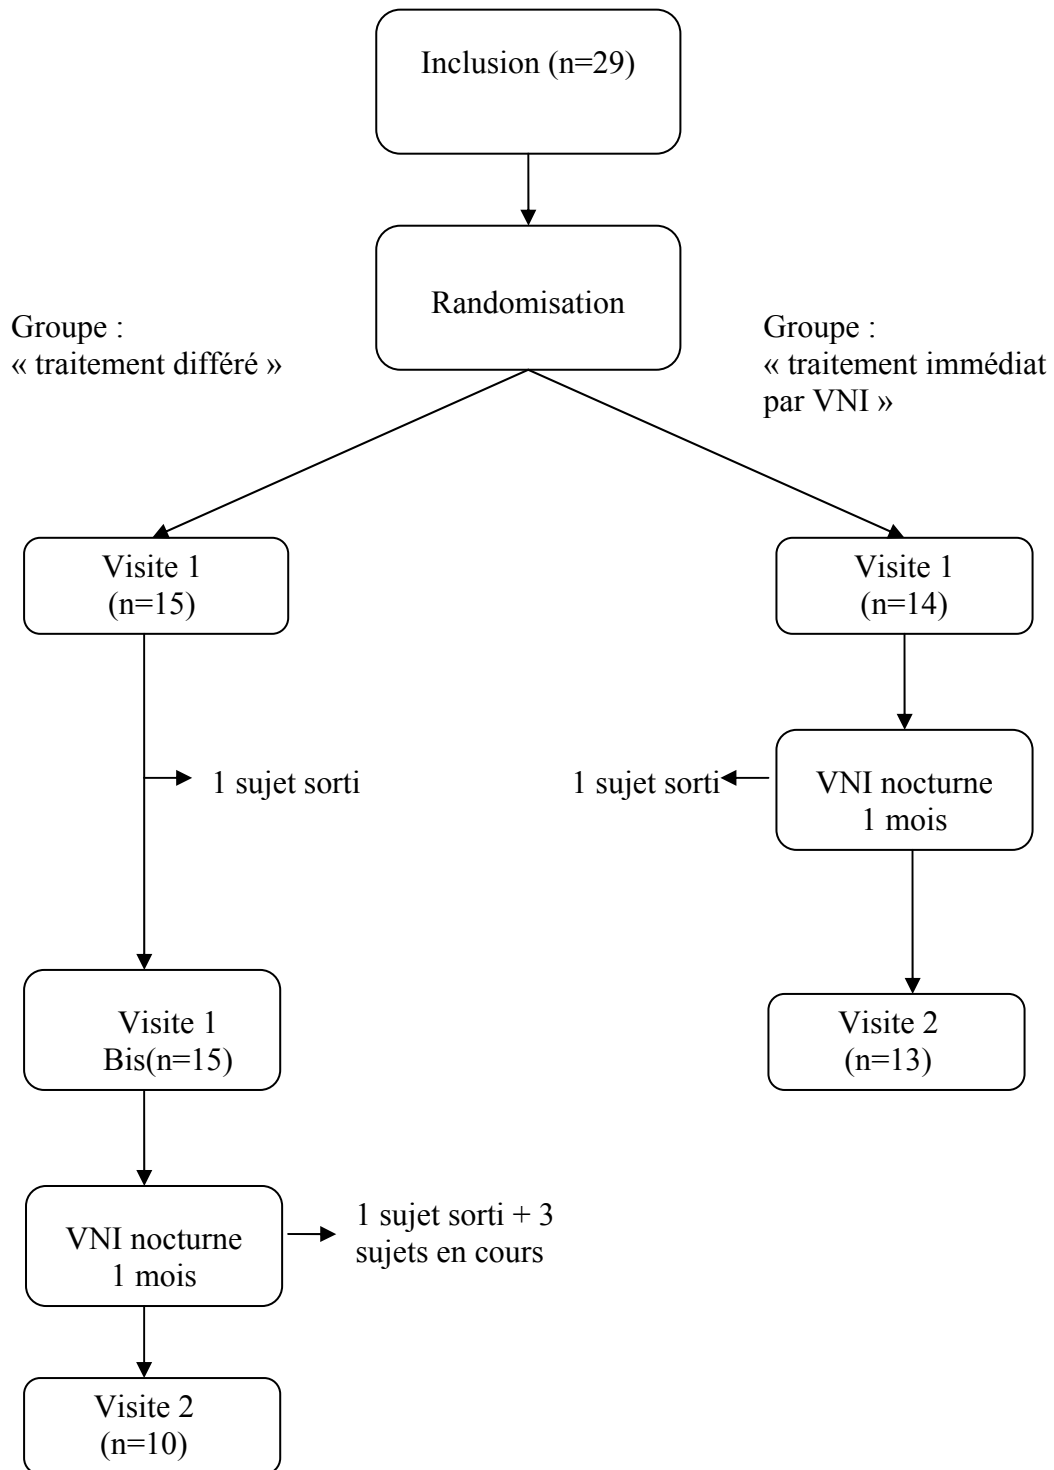 Inclusion (n=29)
Randomisation
Groupe :
« traitement différé »
Groupe :
« traitement immédiat
par VNI »
Visite 1
(n=15)
Visite 1
(n=14)
1 sujet sorti
1 sujet sorti
VNI nocturne
1 mois
Visite 1
Bis(n=15)
Visite 2
(n=13)
VNI nocturne
1 mois
1 sujet sorti + 3
sujets en cours
Visite 2
(n=10)